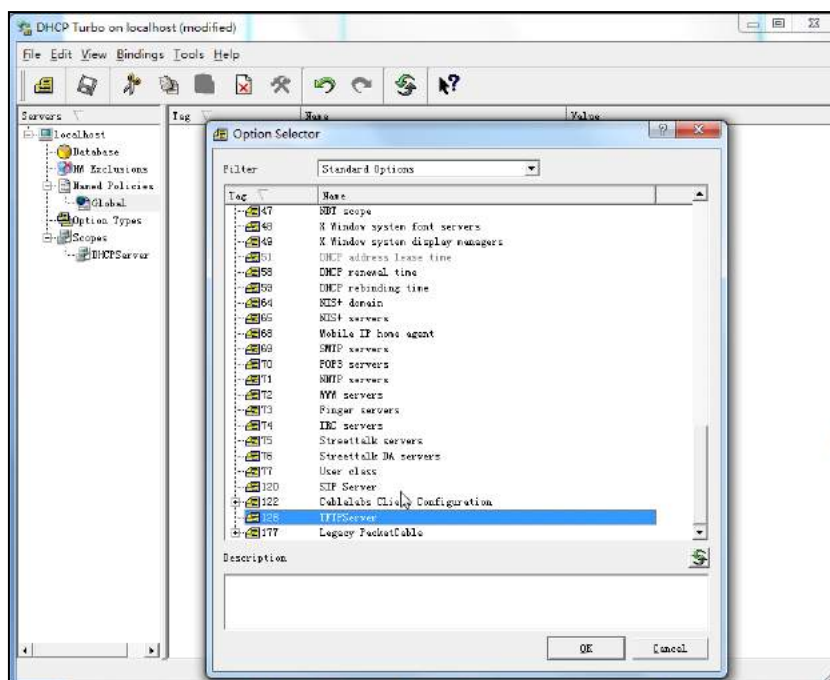 DHCP Turbo on localhost (modified)
File Edit View Bindings Tools Help
Servers
Tag
Name
Value
localhost
Database
HW Exclusions
Named Policies
Global
Option Types
Scopes
DHCPServer
Option Selector
Filter
Standard Options
Tag
Name
47 NBT scope
48 X Window system font servers
49 X Window system display managers
51 DHCP address lease time
58 DHCP renewal time
59 DHCP rebinding time
64 NIS+ domain
65 NIS+ servers
68 Mobile IP home agent
69 SMTP servers
70 POP3 servers
71 NNTP servers
72 WWW servers
73 Finger servers
74 IRC servers
75 Streettalk servers
76 Streettalk DA servers
77 User class
120 SIP Server
122 Cablelabs Client Configuration
128 TFTPServer
177 Legacy PacketCable
Description
OK
Cancel